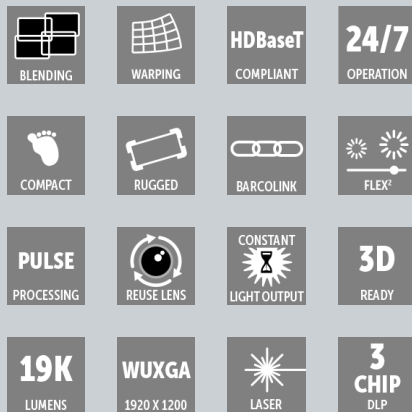 BLENDING
WARPING
HDBaseT
COMPLIANT
24/7
OPERATION
COMPACT
RUGGED
BARCOLINK
FLEX²
PULSE
PROCESSING
REUSE LENS
CONSTANT
LIGHT OUTPUT
3D
READY
19K
LUMENS
WUXGA
1920 X 1200
LASER
3
CHIP
DLP